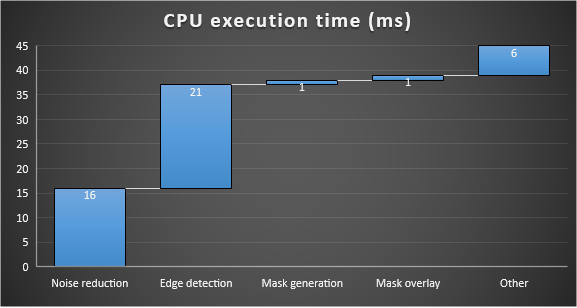 CPU execution time (ms)
45
40
35
30
25
20
15
10
5
0
16
21
1
1
6
Noise reduction
Edge detection
Mask generation
Mask overlay
Other